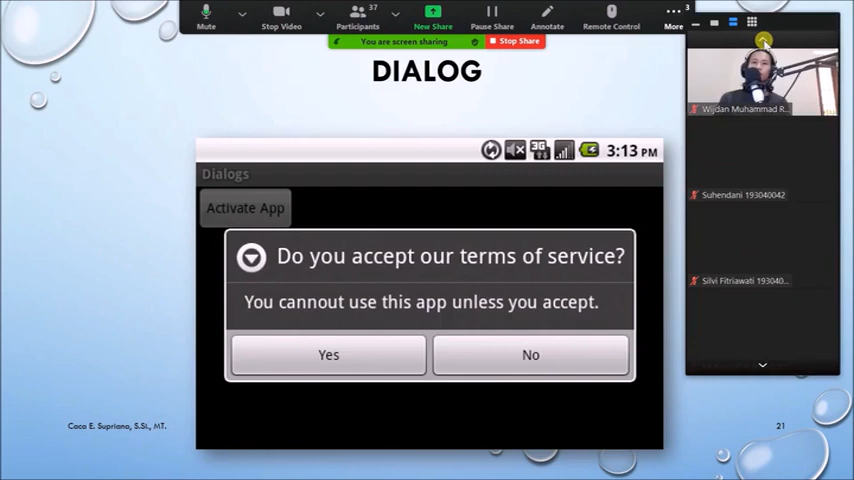 37
3
Mute
Stop Video
Participants
New Share
Pause Share
Annotate
Remote Control
More
You are screen sharing
Stop Share
DIALOG
Wijdan Muhammad R...
3G
3:13 PM
Dialogs
Activate App
Suhendani 193040042
Do you accept our terms of service?
Silvi Fitriawati 193040...
You cannout use this app unless you accept.
Yes
No
Caca E. Supriana, S.Si., MT.
21